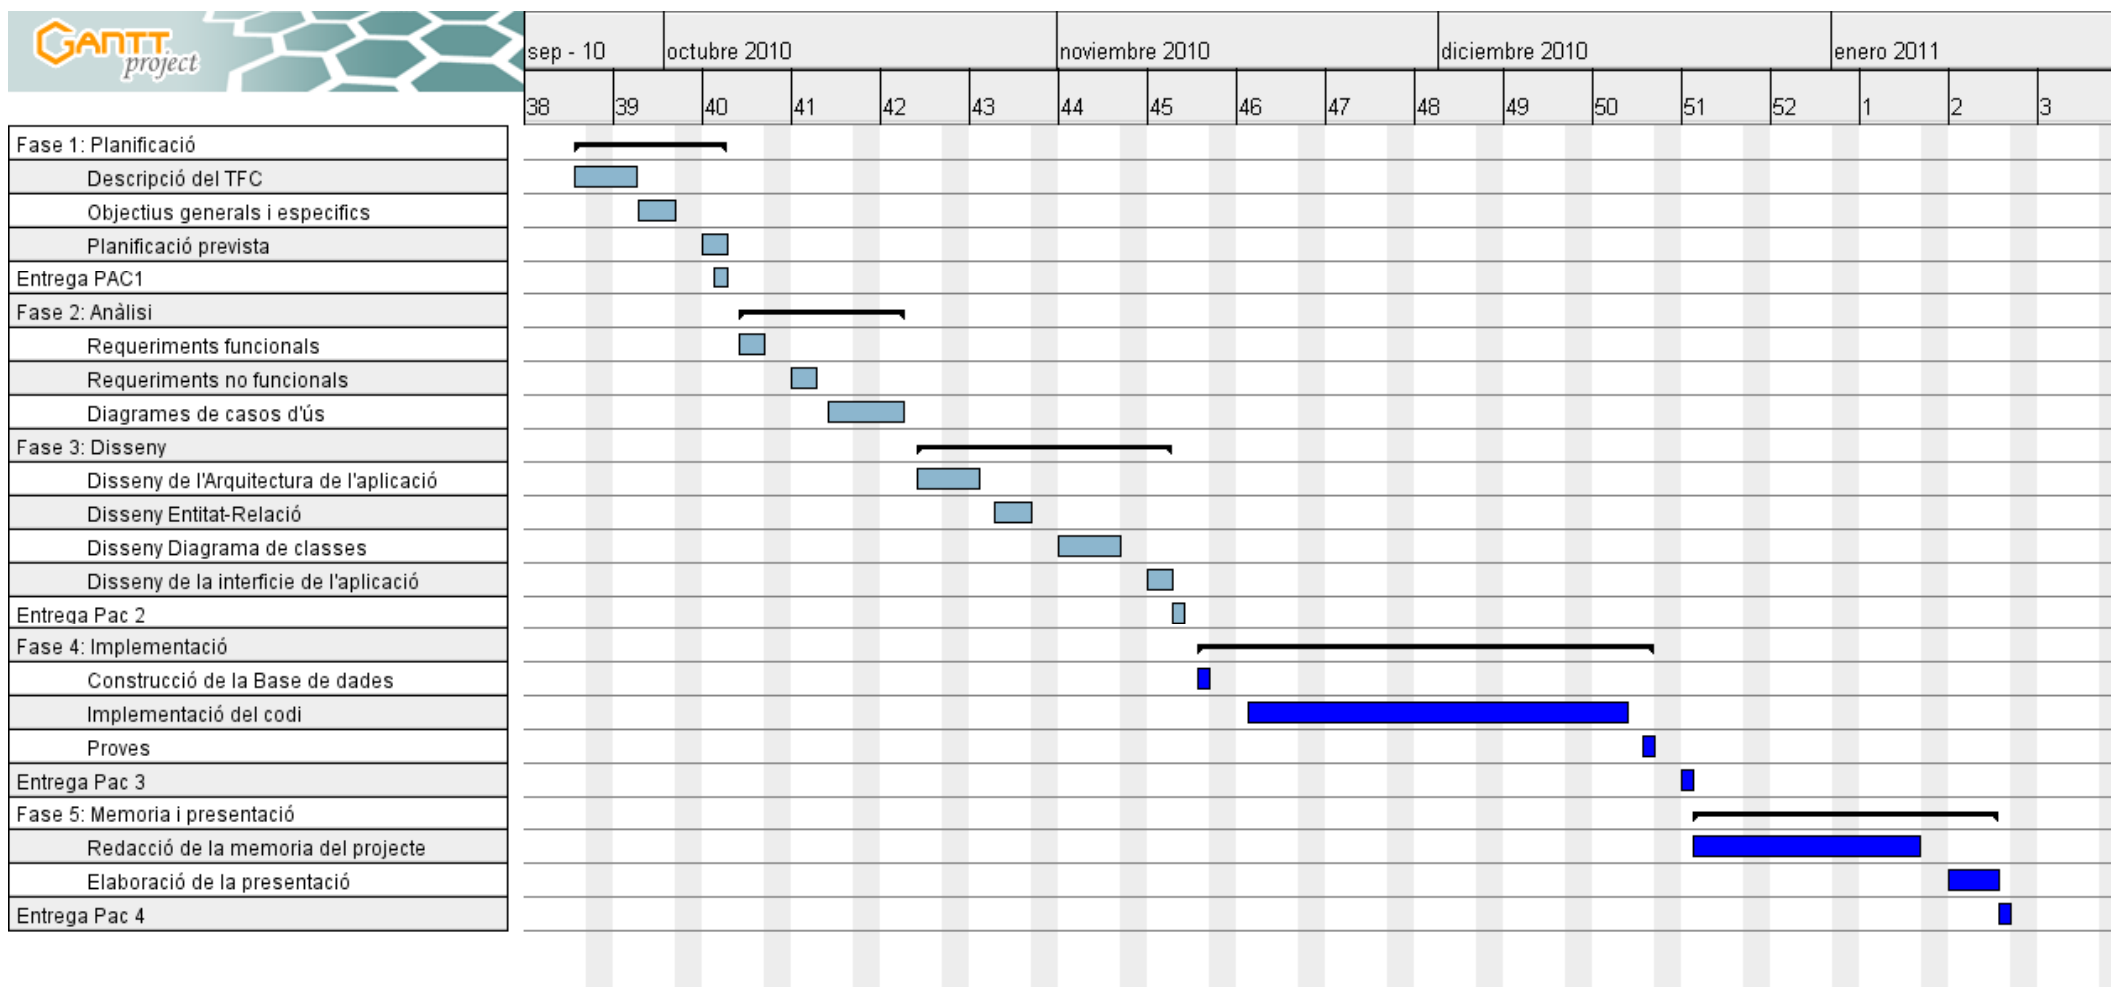 GANTT
project
sep - 10 octubre 2010 noviembre 2010 diciembre 2010 enero 2011
38 39 40 41 42 43 44 45 46 47 48 49 50 51 52 1 2 3
Fase 1: Planificació
Descripció del TFC
Objectius generals i especifics
Planificació prevista
Entrega PAC1
Fase 2: Anàlisi
Requeriments funcionals
Requeriments no funcionals
Diagrames de casos d'ús
Fase 3: Disseny
Disseny de l'Arquitectura de l'aplicació
Disseny Entitat-Relació
Disseny Diagrama de classes
Disseny de la interficie de l'aplicació
Entrega Pac 2
Fase 4: Implementació
Construcció de la Base de dades
Implementació del codi
Proves
Entrega Pac 3
Fase 5: Memoria i presentació
Redacció de la memoria del projecte
Elaboració de la presentació
Entrega Pac 4